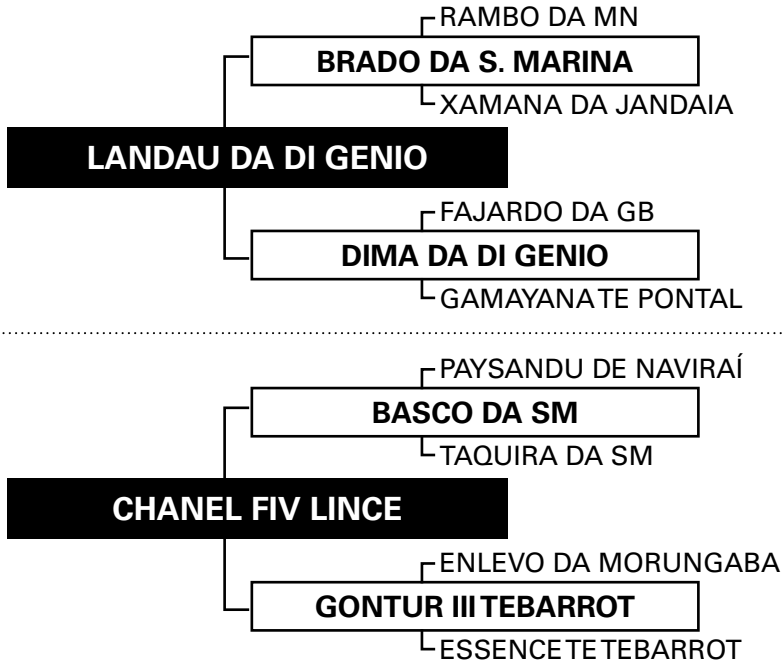 RAMBO DA MN
BRADO DA S. MARINA
XAMANA DA JANDAIA
LANDAU DA DI GENIO
FAJARDO DA GB
DIMA DA DI GENIO
GAMAYANA TE PONTAL
PAYSANDU DE NAVIRAÍ
BASCO DA SM
TAQUIRA DA SM
CHANEL FIV LINCE
ENLEVO DA MORUNGABA
GONTUR III TEBARROT
ESSENCE TE TEBARROT